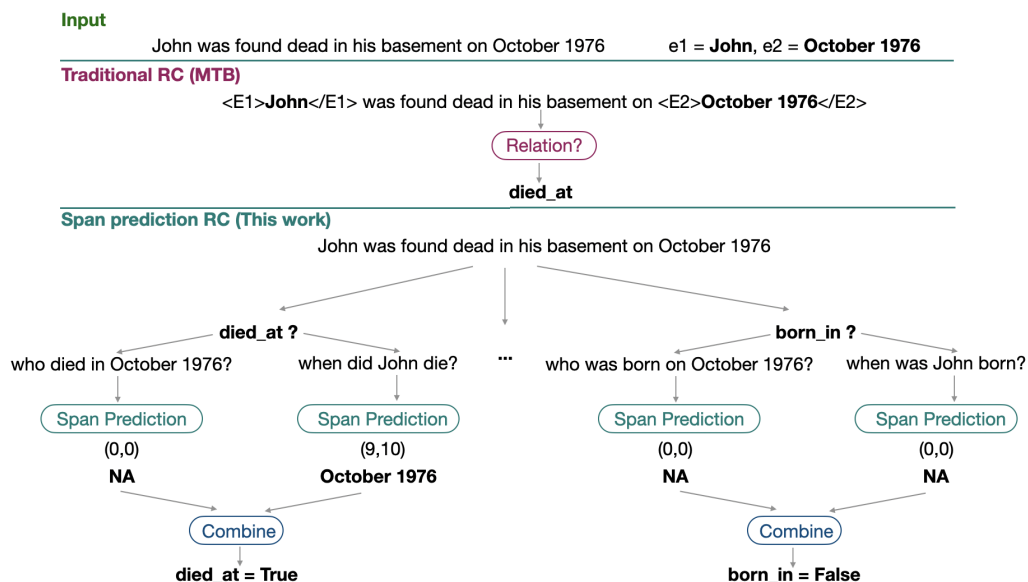 Input
John was found dead in his basement on October 1976 e1 = John, e2 = October 1976
Traditional RC (MTB)
<E1>John</E1> was found dead in his basement on <E2>October 1976</E2>
Relation?
died_at
Span prediction RC (This work)
John was found dead in his basement on October 1976
died_at ? ... born_in ?
who died in October 1976? when did John die? who was born on October 1976? when was John born?
Span Prediction Span Prediction Span Prediction Span Prediction
(0,0) (9,10) (0,0) (0,0)
NA October 1976 NA NA
Combine Combine
died_at = True born_in = False